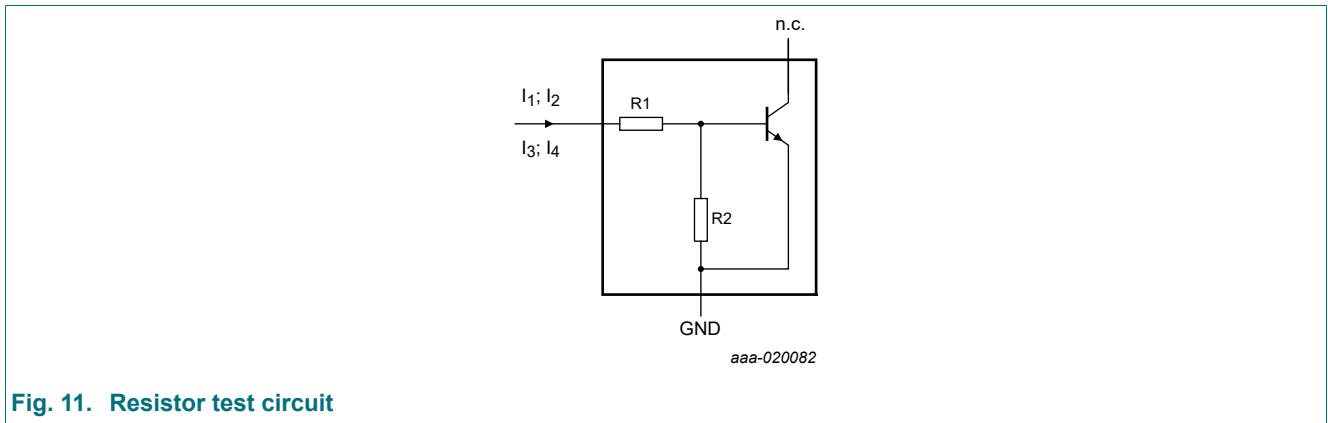 n.c.
I1; I2
R1
I3; I4
R2
GND
aaa-020082
Fig. 11. Resistor test circuit